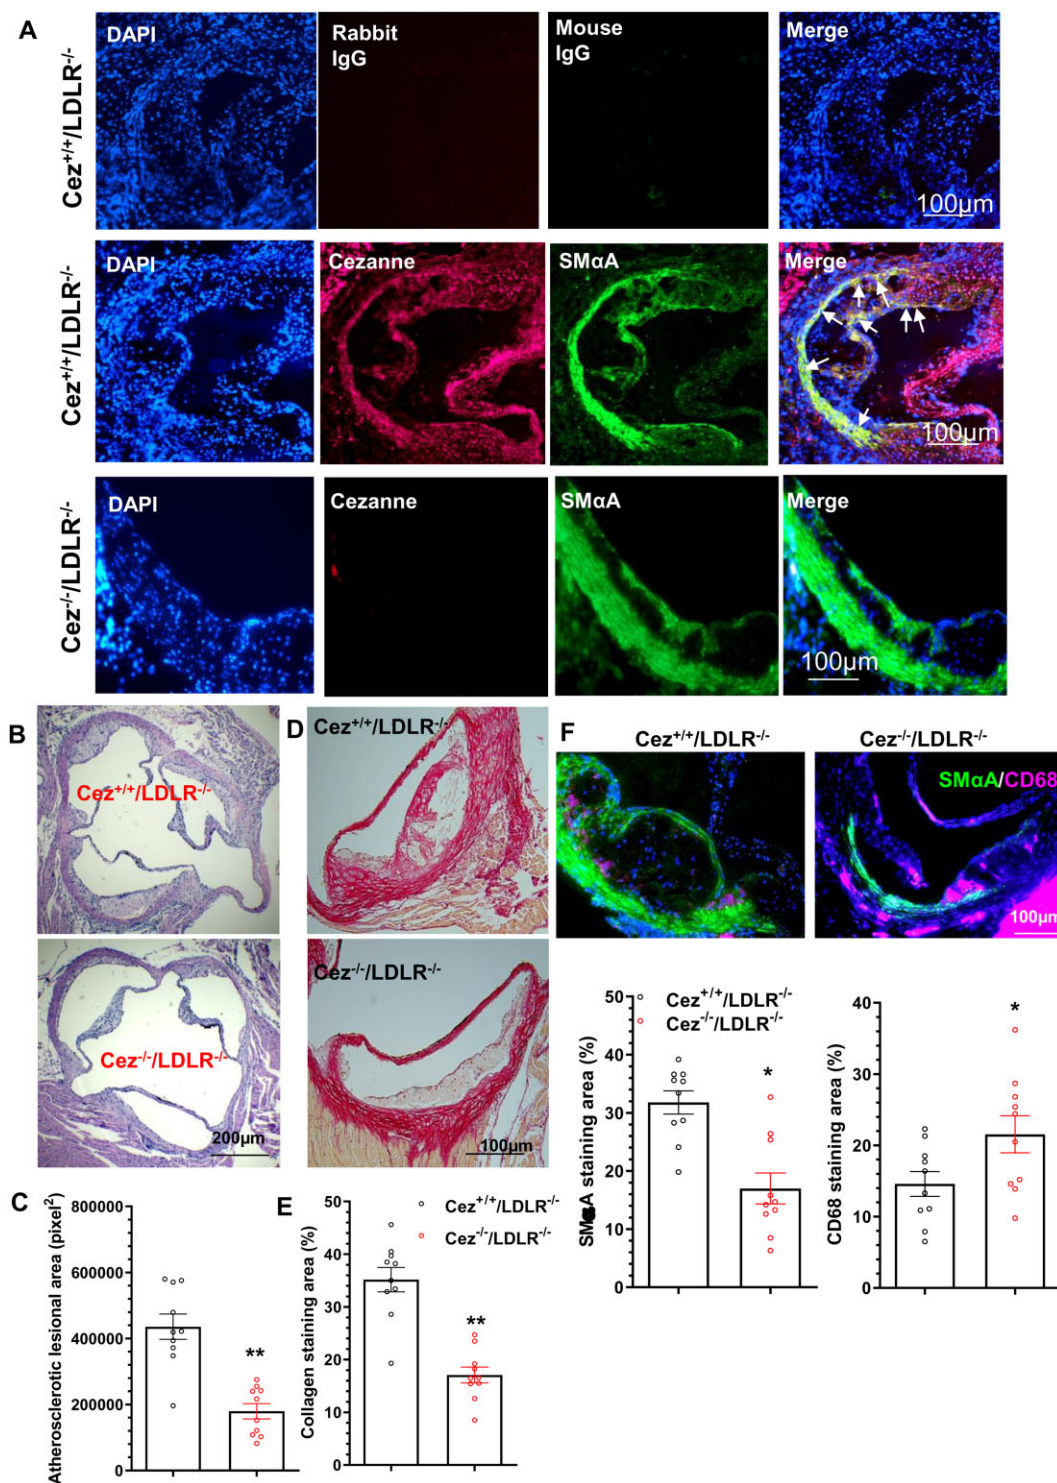 A
Cez+/+/LDLR-/-
DAPI
Rabbit
IgG
Mouse
IgG
Merge
100µm
Cez+/+/LDLR-/-
DAPI
Cezanne
SMαA
Merge
100µm
Cez-/-/LDLR-/-
DAPI
Cezanne
SMαA
Merge
100µm
B
Cez+/+/LDLR-/-
Cez-/-/LDLR-/-
200µm
D
Cez+/+/LDLR-/-
Cez-/-/LDLR-/-
100µm
F
Cez+/+/LDLR-/-
Cez-/-/LDLR-/-
SMαA/CD68
100µm
SMαA staining area (%)
50
40
30
20
10
0
Cez+/+/LDLR-/-
Cez-/-/LDLR-/-
*
CD68 staining area (%)
40
30
20
10
0
*
C
Atherosclerotic lesional area (pixel2)
800000
600000
400000
200000
0
**
E
Collagen staining area (%)
50
40
30
20
10
0
Cez+/+/LDLR-/-
Cez-/-/LDLR-/-
**